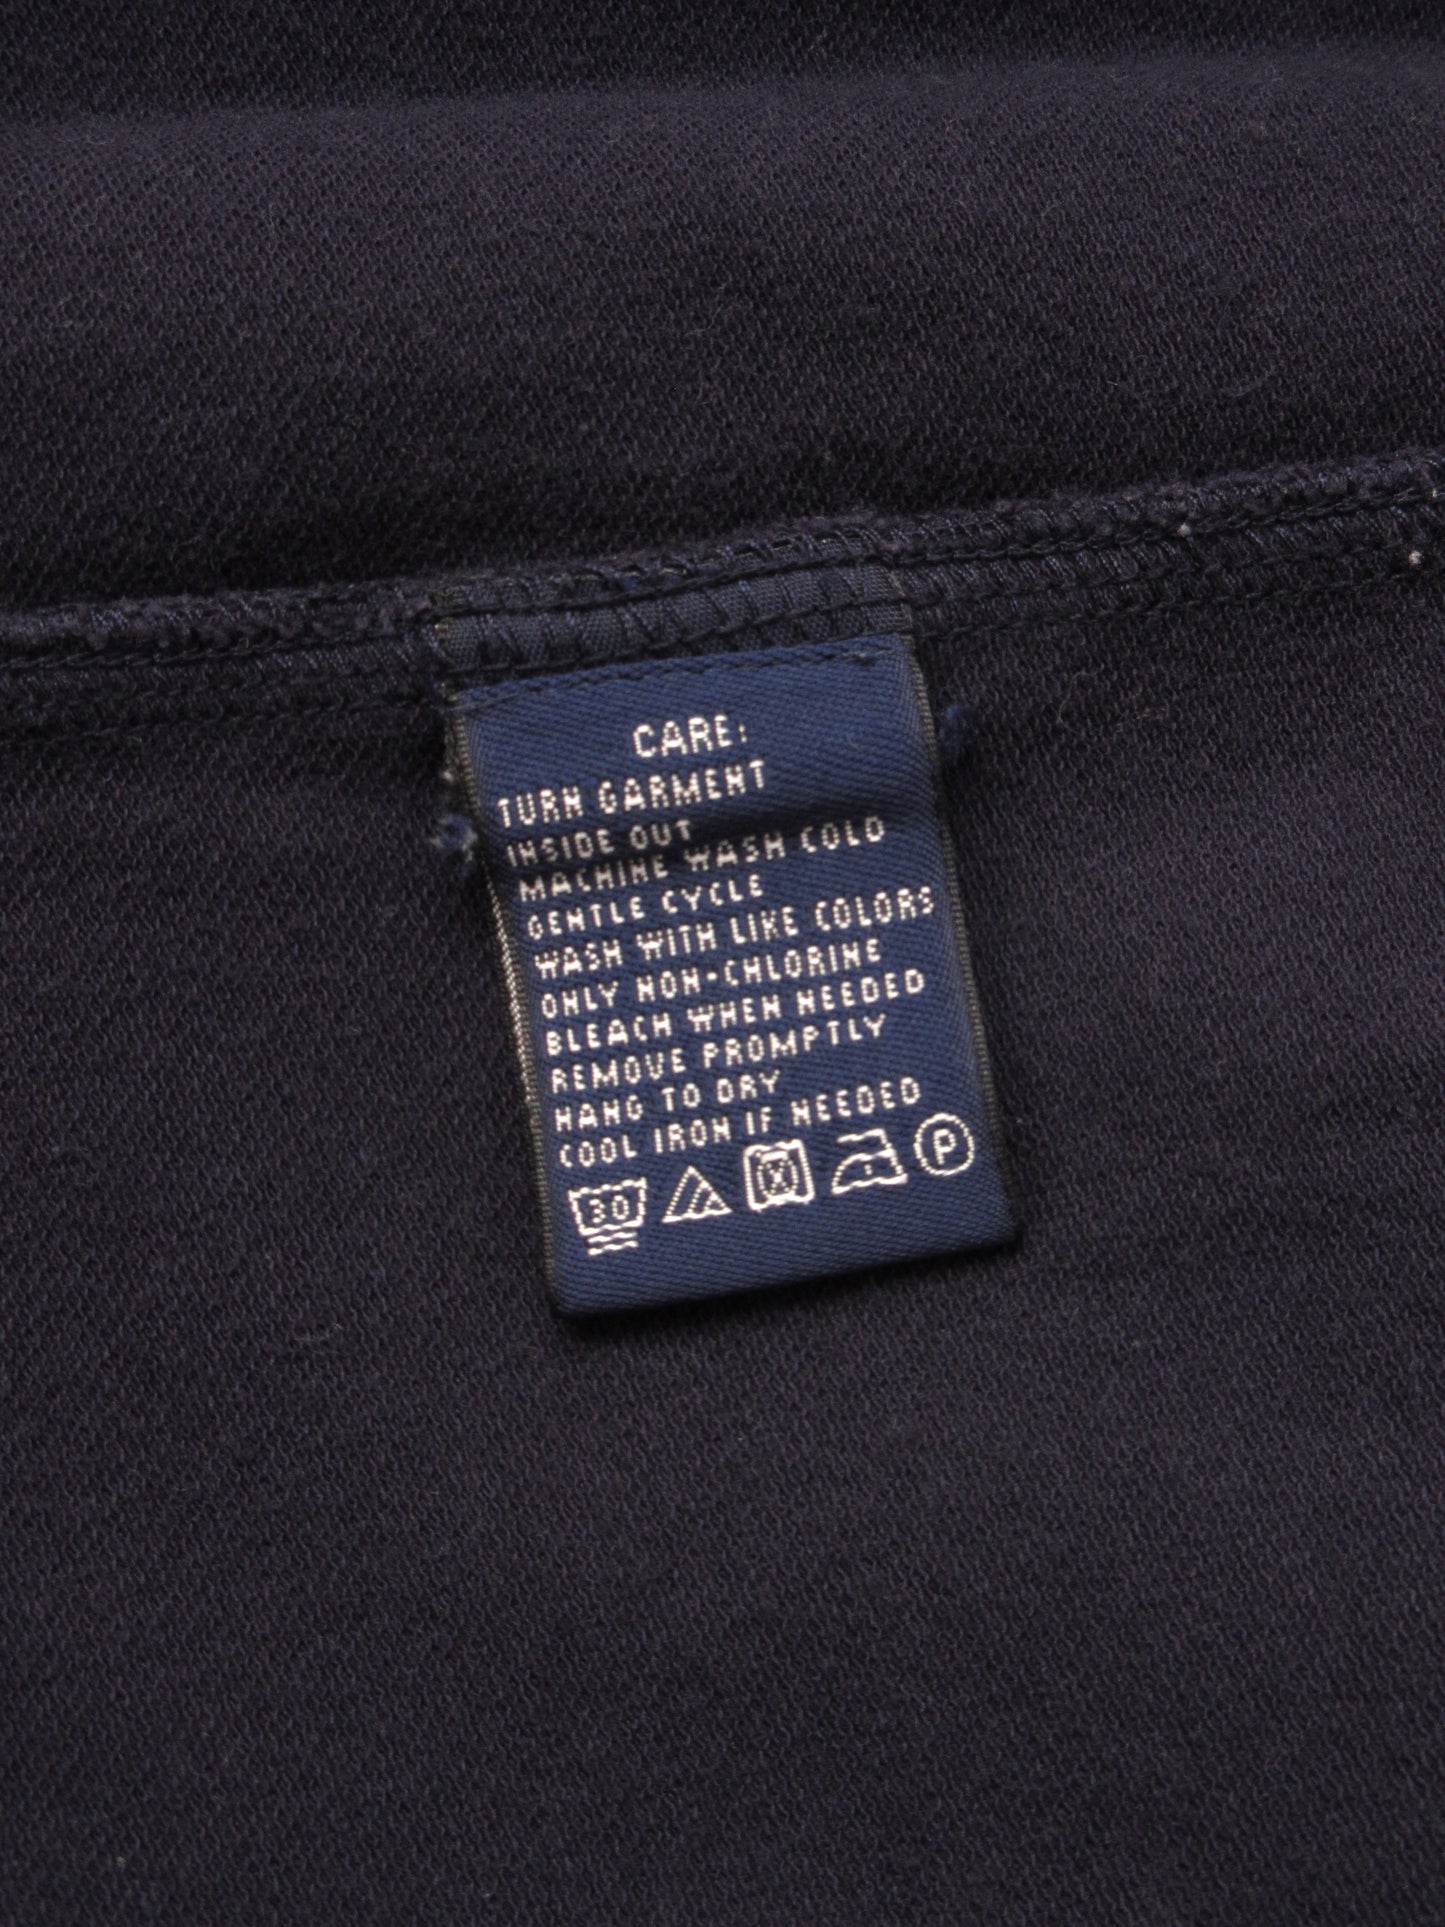 CARE:
TURN GARMENT
INSIDE OUT
MACHINE WASH COLD
GENTLE CYCLE
WASH WITH LIKE COLORS
ONLY NON-CHLORINE
BLEACH WHEN NEEDED
REMOVE PROMPTLY
HANG TO DRY
COOL IRON IF NEEDED
30 P